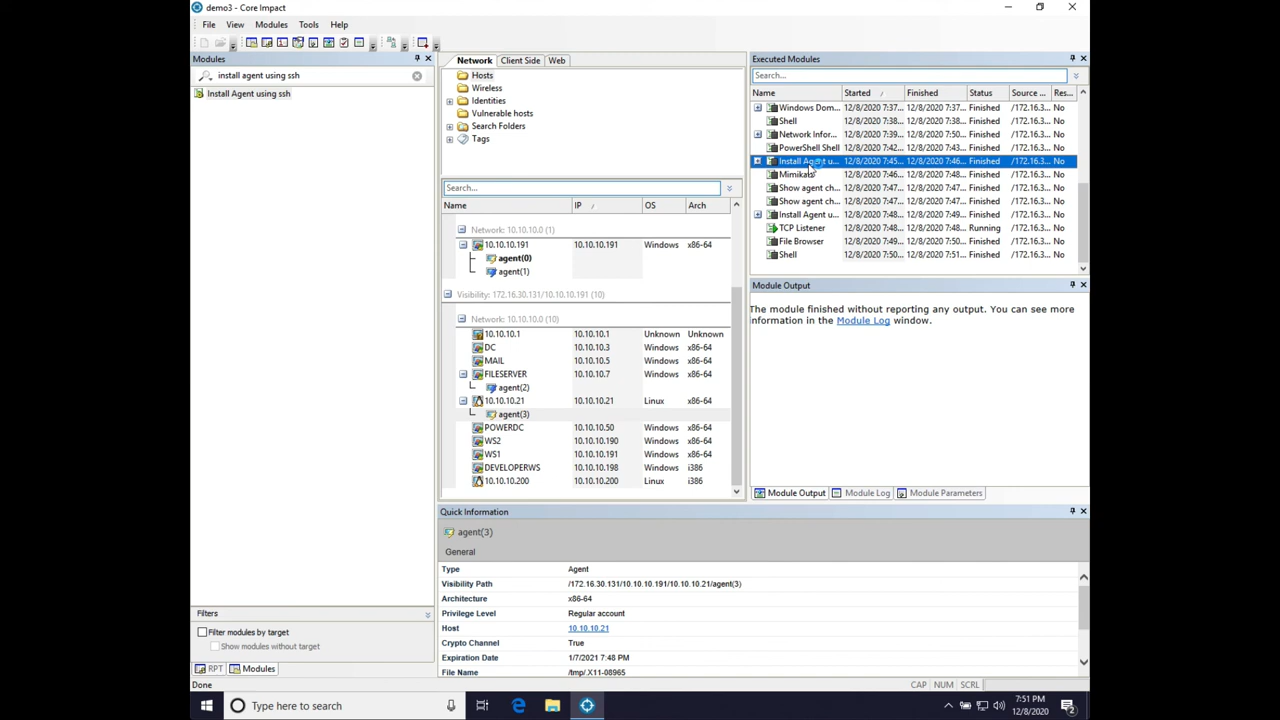 demo3 - Core Impact
File View Modules Tools Help
Modules
install agent using ssh
Install Agent using ssh
Filters
Filter modules by target
Show modules without target
RPT Modules
Done
Network Client Side Web
Hosts
Wireless
Identities
Vulnerable hosts
Search Folders
Tags
Search...
Name IP OS Arch
Network: 10.10.10.0 (1)
10.10.10.191 10.10.10.191 Windows x86-64
agent(0)
agent(1)
Visibility: 172.16.30.131/10.10.10.191 (10)
Network: 10.10.10.0 (10)
10.10.10.1 10.10.10.1 Unknown Unknown
DC 10.10.10.3 Windows x86-64
MAIL 10.10.10.5 Windows x86-64
FILESERVER 10.10.10.7 Windows x86-64
agent(2)
10.10.10.21 10.10.10.21 Linux x86-64
agent(3)
POWERDC 10.10.10.50 Windows x86-64
WS2 10.10.10.190 Windows x86-64
WS1 10.10.10.191 Windows x86-64
DEVELOPERWS 10.10.10.198 Windows i386
10.10.10.200 10.10.10.200 Linux i386
Executed Modules
Search...
Name Started Finished Status Source ... Res...
Windows Dom... 12/8/2020 7:37... 12/8/2020 7:37... Finished /172.16.3... No
Shell 12/8/2020 7:38... 12/8/2020 7:38... Finished /172.16.3... No
Network Infor... 12/8/2020 7:40... 12/8/2020 7:40... Finished /172.16.3... No
PowerShell Shell 12/8/2020 7:42... 12/8/2020 7:43... Finished /172.16.3... No
Install Agent u... 12/8/2020 7:45... 12/8/2020 7:46... Finished /172.16.3... No
Mimikatz 12/8/2020 7:46... 12/8/2020 7:48... Finished /172.16.3... No
Show agent ch... 12/8/2020 7:47... 12/8/2020 7:47... Finished /172.16.3... No
Show agent ch... 12/8/2020 7:47... 12/8/2020 7:47... Finished /172.16.3... No
Install Agent u... 12/8/2020 7:48... 12/8/2020 7:48... Finished /172.16.3... No
TCP Listener 12/8/2020 7:48... 12/8/2020 7:48... Running /172.16.3... No
File Browser 12/8/2020 7:49... 12/8/2020 7:50... Finished /172.16.3... No
Shell 12/8/2020 7:50... 12/8/2020 7:50... Finished /172.16.3... No
Module Output
The module finished without reporting any output. You can see more
information in the Module Log window.
Module Output Module Log Module Parameters
Quick Information
agent(3)
General
Type Agent
Visibility Path /172.16.30.131/10.10.10.191/10.10.10.21/agent(3)
Architecture x86-64
Privilege Level Regular account
Host 10.10.10.21
Crypto Channel True
Expiration Date 1/7/2021 7:48 PM
File Name /tmp/.X11-08965
CAP NUM SCRL
Type here to search
7:51 PM
12/8/2020
2